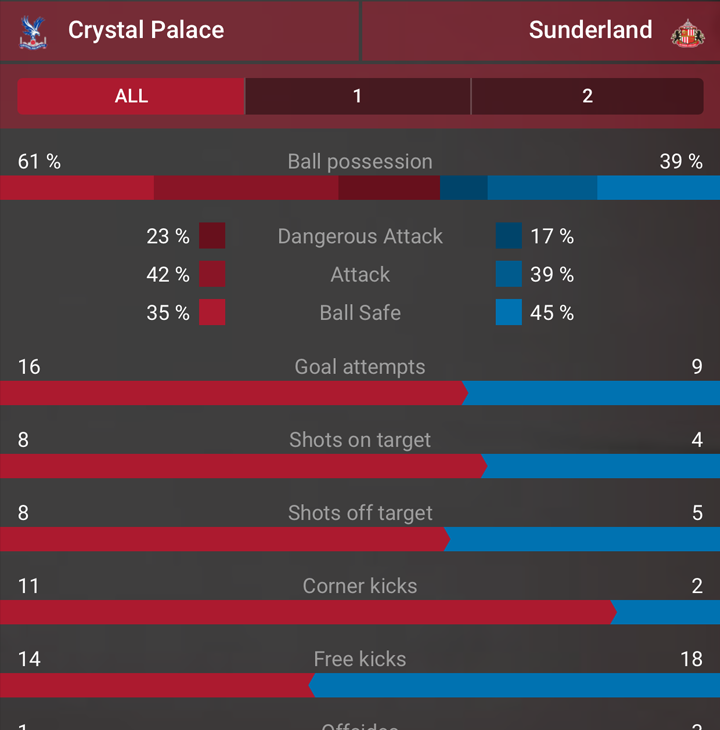 Crystal Palace Sunderland
ALL 1 2
61 % Ball possession 39 %
23 % Dangerous Attack 17 %
42 % Attack 39 %
35 % Ball Safe 45 %
16 Goal attempts 9
8 Shots on target 4
8 Shots off target 5
11 Corner kicks 2
14 Free kicks 18
Offsides